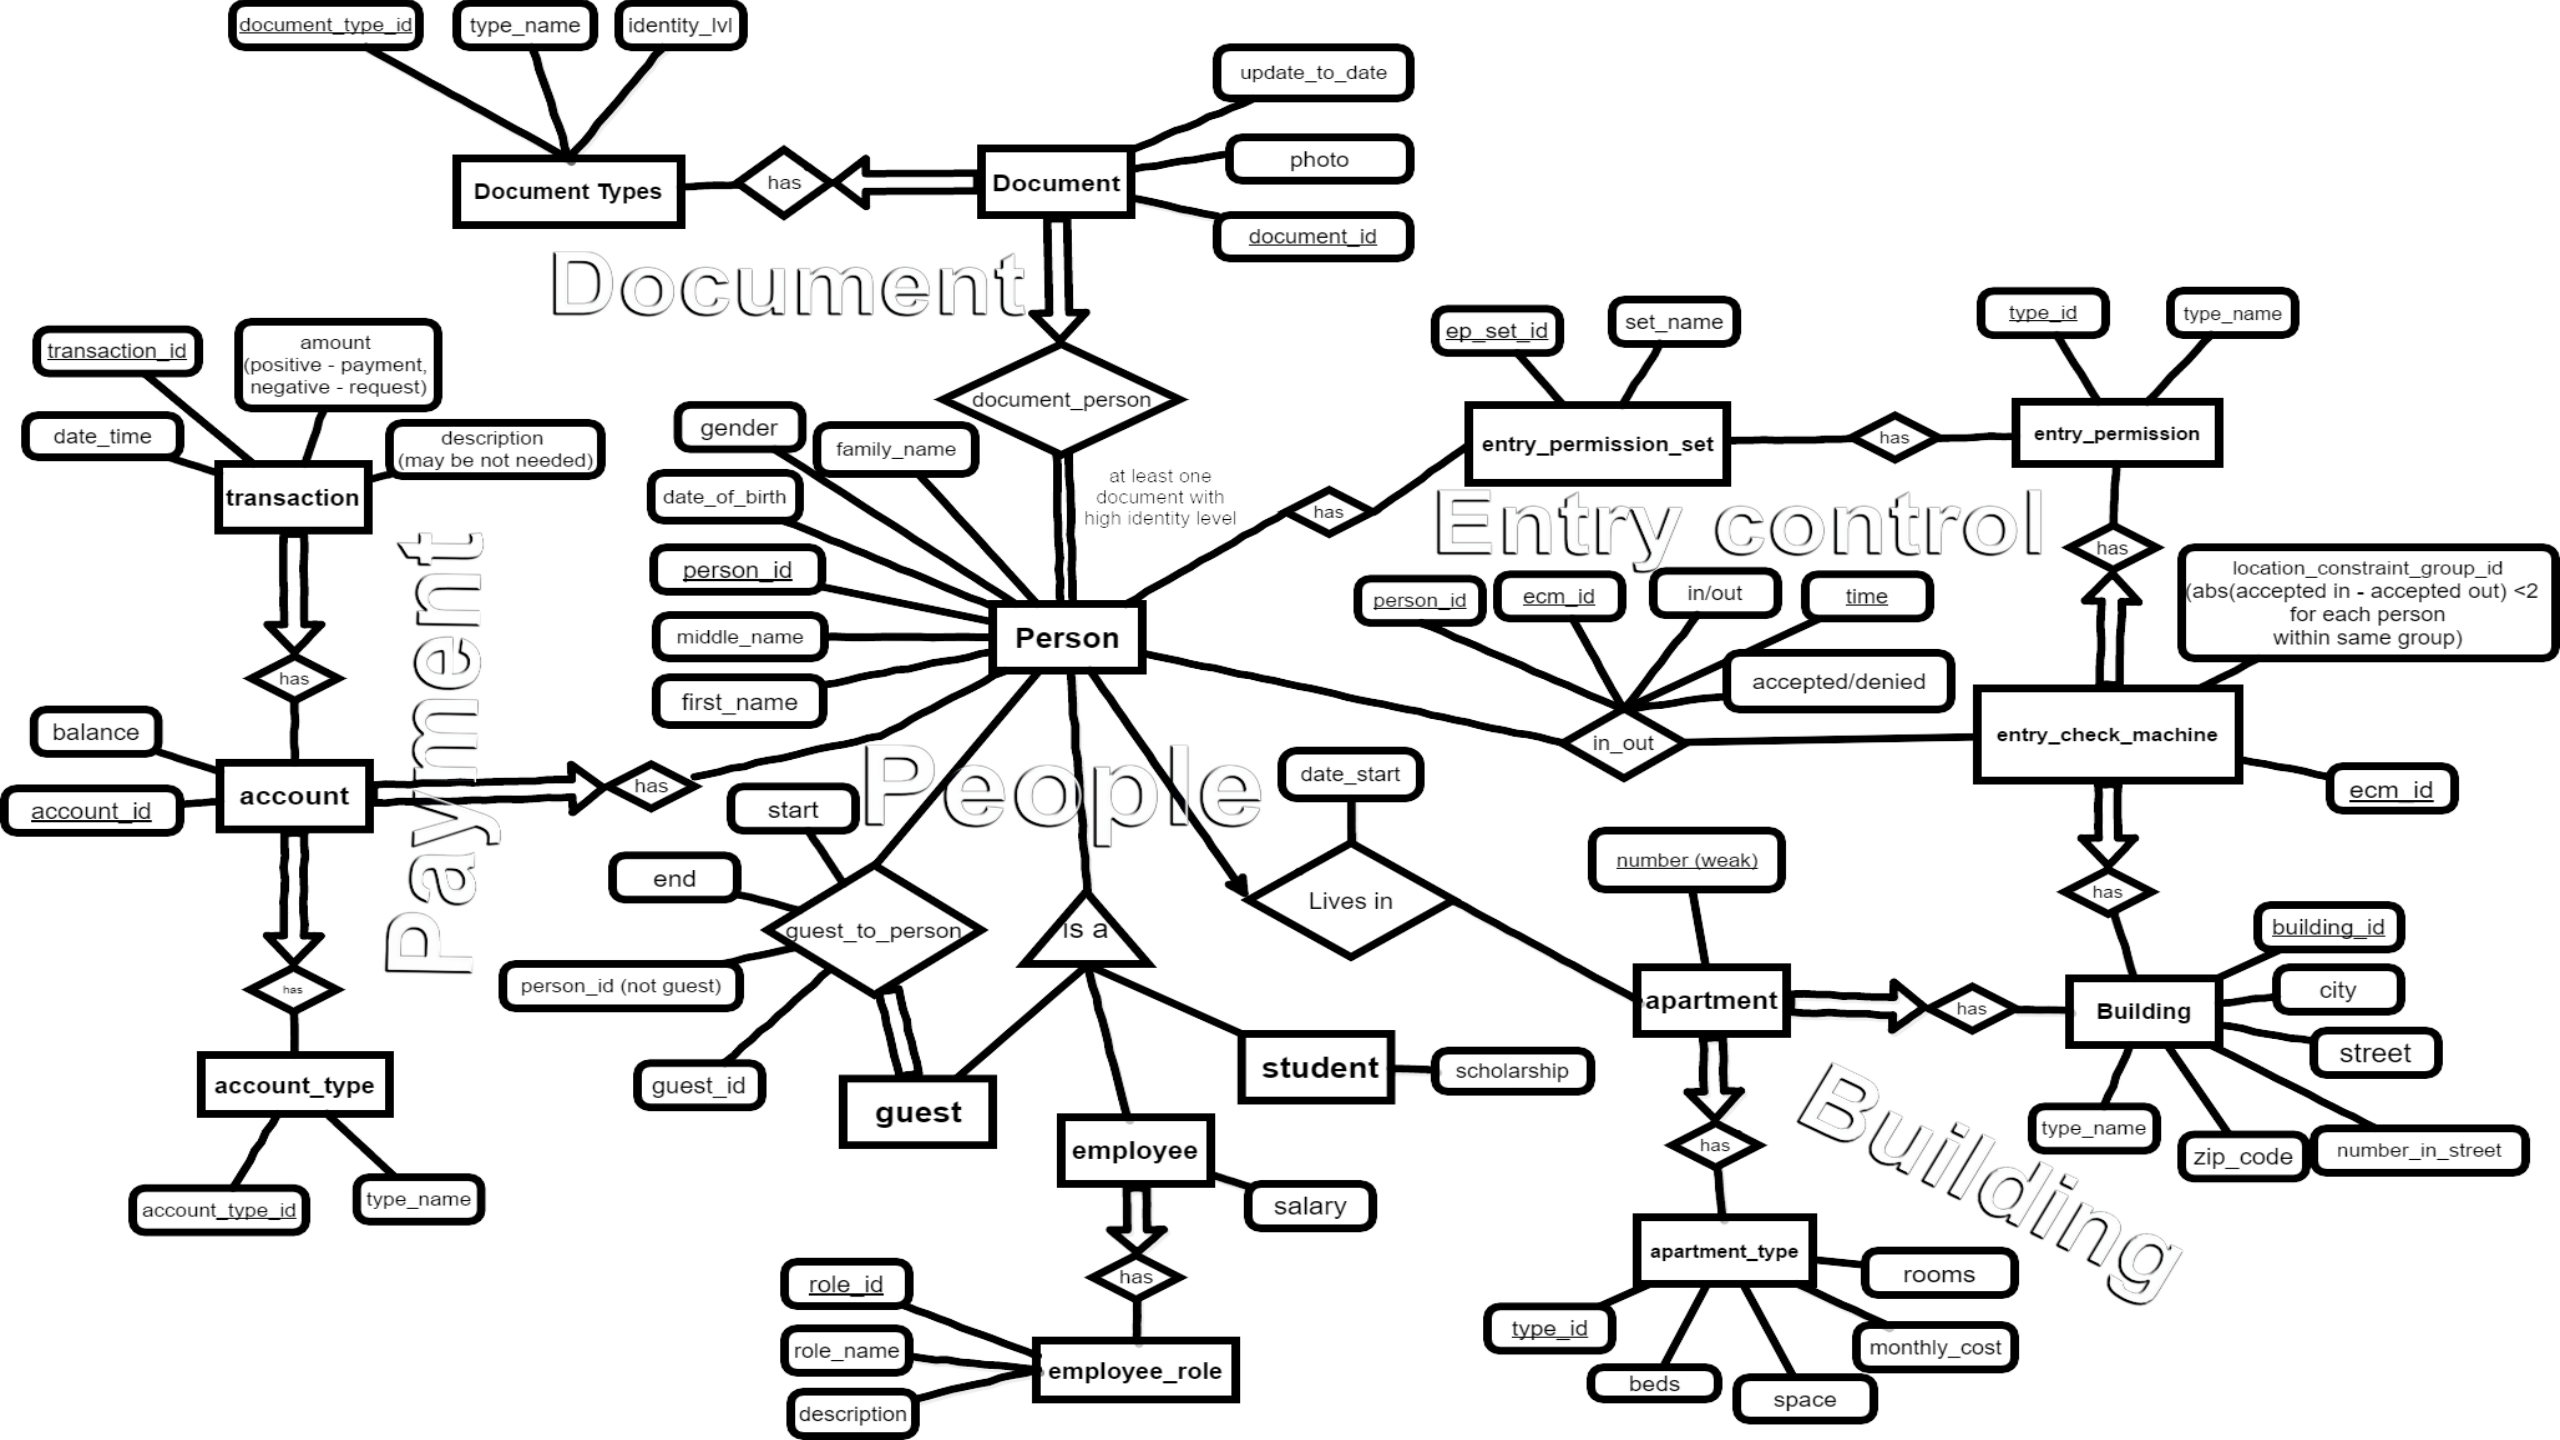 document_type_id
type_name
identity_lvl
update_to_date
photo
document_id
Document Types
has
Document
Document
transaction_id
amount
(positive - payment,
negative - request)
date_time
description
(may be not needed)
transaction
has
balance
account_id
account
has
Payment
has
account_type
account_type_id
type_name
document_person
at least one
document with
high identity level
gender
family_name
date_of_birth
person_id
middle_name
first_name
Person
has
ep_set_id
set_name
entry_permission_set
has
type_id
type_name
entry_permission
Entry control
has
location_constraint_group_id
(abs(accepted in - accepted out) <2
for each person
within same group)
person_id
ecm_id
in/out
time
accepted/denied
in_out
entry_check_machine
ecm_id
has
People
start
end
guest_to_person
person_id (not guest)
guest_id
is a
guest
student
scholarship
employee
salary
has
role_id
role_name
description
employee_role
date_start
Lives in
number (weak)
apartment
has
building_id
city
street
Building
type_name
zip_code
number_in_street
Building
has
apartment_type
rooms
type_id
monthly_cost
beds
space